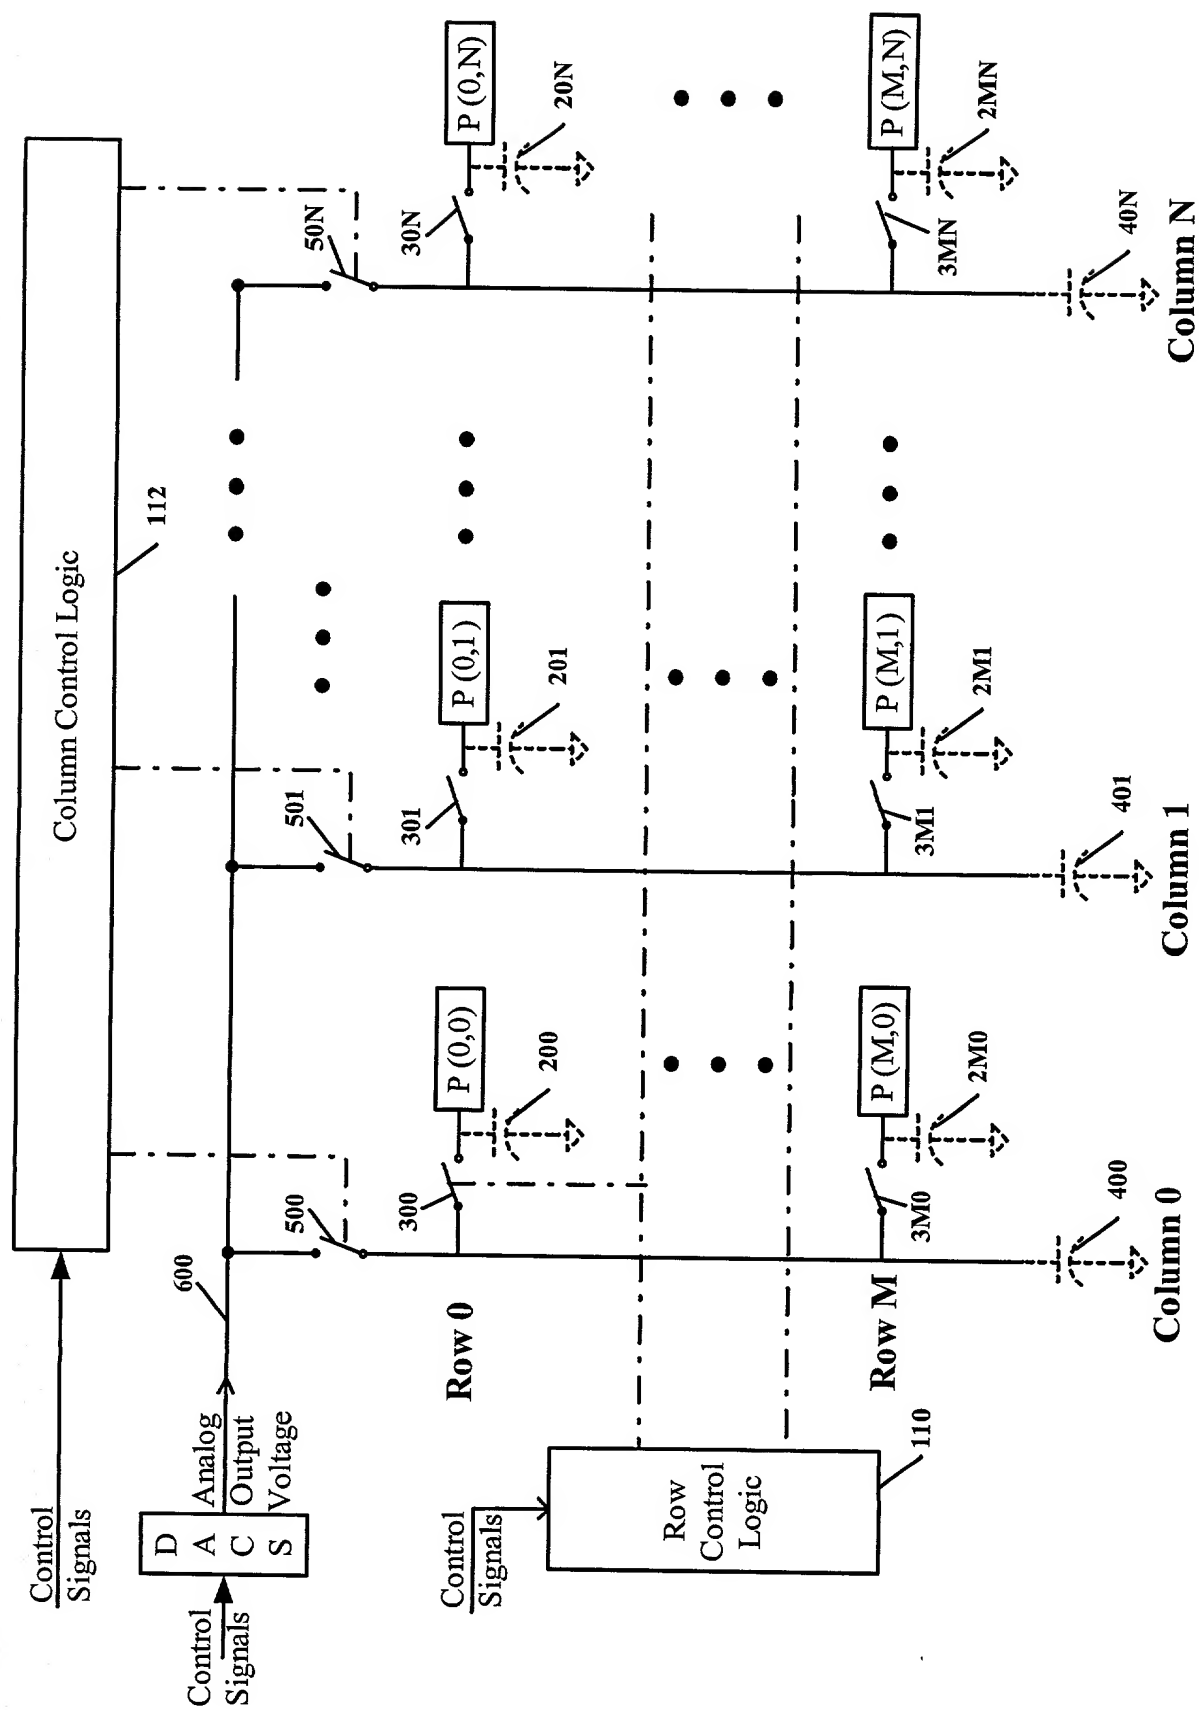 Control
Signals
Column Control Logic
112
Control
Signals
D
A
C
S
Analog
Output
Voltage
600
500
501
50N
Row 0
300
P (0,0)
200
301
P (0,1)
201
30N
P (0,N)
20N
Control
Signals
Row
Control
Logic
110
Row M
3M0
P (M,0)
2M0
3M1
P (M,1)
2M1
3MN
P (M,N)
2MN
400
401
40N
Column 0
Column 1
Column N